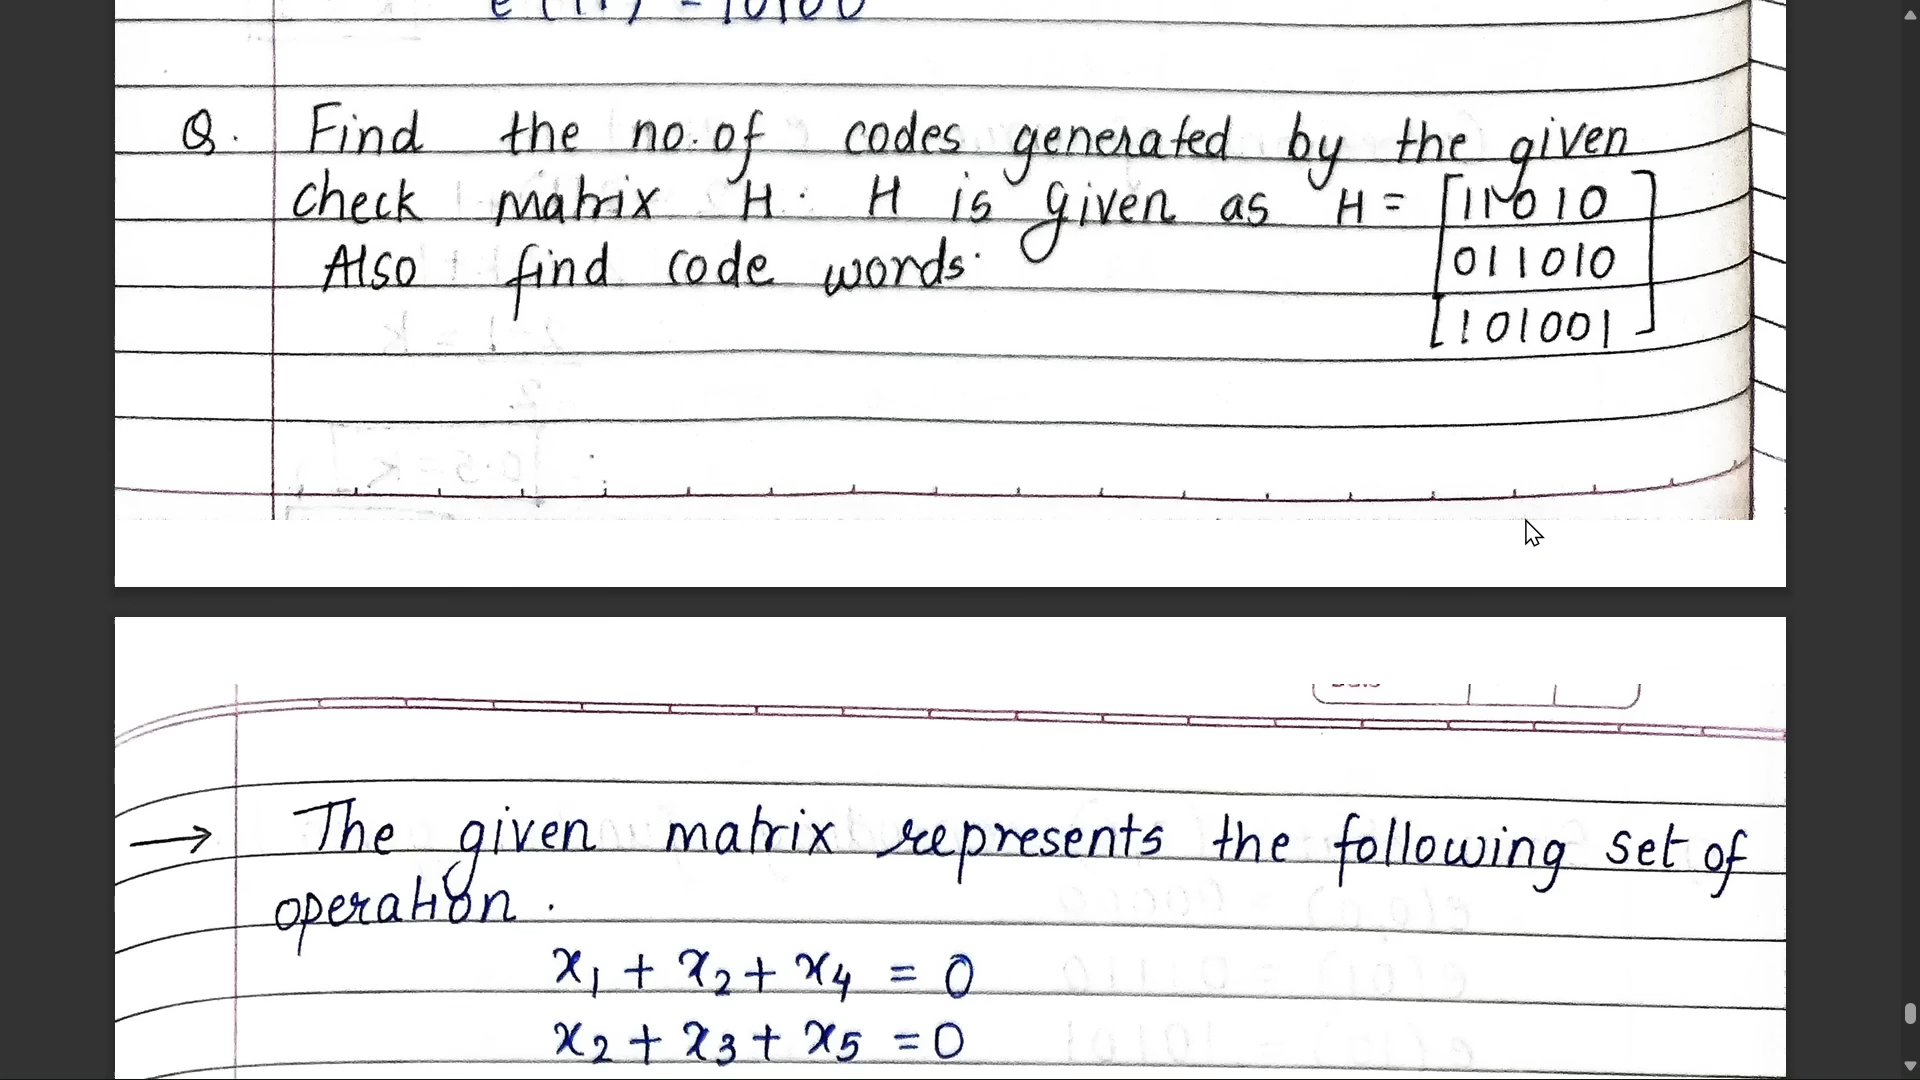 Q. Find the no. of codes generated by the given
check matrix H. H is given as H = [11010
Also find code words.
011010
101001]
→ The given matrix represents the following set of
operation.
x₁ + x₂ + x₄ = 0
x₂ + x₃ + x₅ = 0